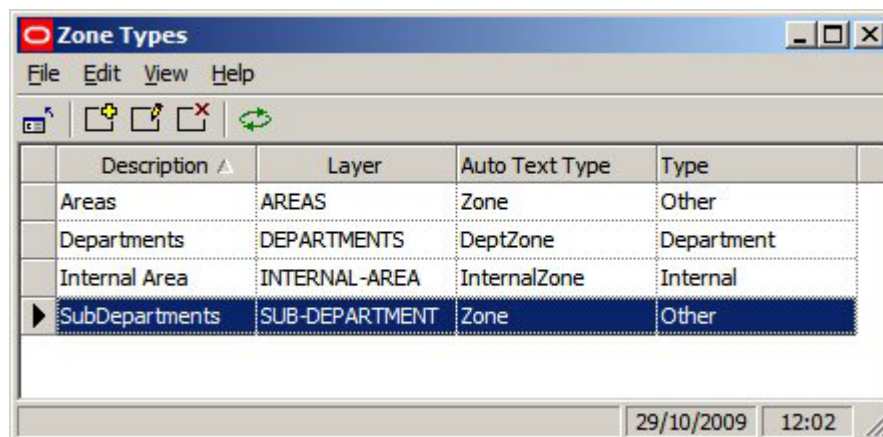 Zone Types
File Edit View Help
Description Layer Auto Text Type Type
Areas AREAS Zone Other
Departments DEPARTMENTS DeptZone Department
Internal Area INTERNAL-AREA InternalZone Internal
SubDepartments SUB-DEPARTMENT Zone Other
29/10/2009 12:02